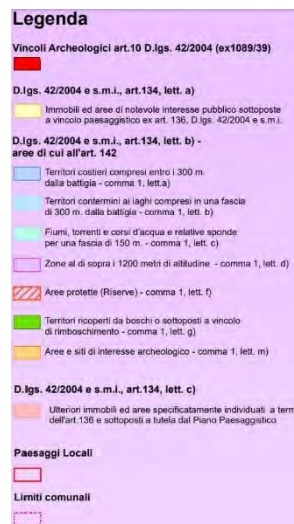 Legenda
Vincoli Archeologici art.10 D.lgs. 42/2004 (ex1089/39)
D.lgs. 42/2004 e s.m.i., art.134, lett. a)
Immobili ed aree di notevole interesse pubblico sottoposte
a vincolo paesaggistico ex art. 136, D.lgs. 42/2004 e s.m.i.
D.lgs. 42/2004 e s.m.i., art.134, lett. b) -
aree di cui all'art. 142
Territori costieri compresi entro i 300 m.
dalla battigia - comma 1, lett.a)
Territori contermini ai laghi compresi in una fascia
di 300 m. dalla battigia - comma 1, lett. b)
Fiumi, torrenti e corsi d'acqua e relative sponde
per una fascia di 150 m. - comma 1, lett. c)
Zone al di sopra i 1200 metri di altitudine - comma 1, lett. d)
Aree protette (Riserve) - comma 1, lett. f)
Territori ricoperti da boschi o sottoposti a vincolo
di rimboschimento - comma 1, lett. g)
Aree e siti di interesse archeologico - comma 1, lett. m)
D.lgs. 42/2004 e s.m.i., art.134, lett. c)
Ulteriori immobili ed aree specificatamente individuati a term
dell'art.136 e sottoposti a tutela dal Piano Paesaggistico
Paesaggi Locali
Limiti comunali